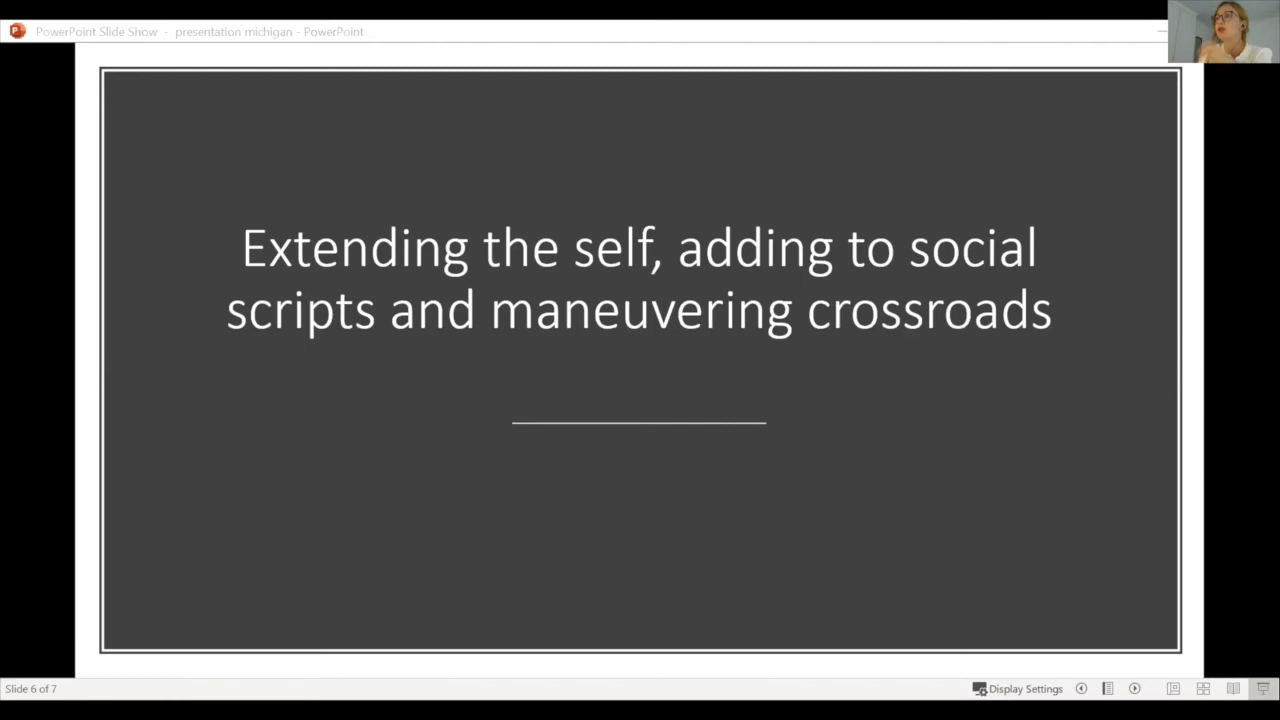 PowerPoint Slide Show - presentation michigan - PowerPoint
Extending the self, adding to social
scripts and maneuvering crossroads
Slide 6 of 7
Display Settings